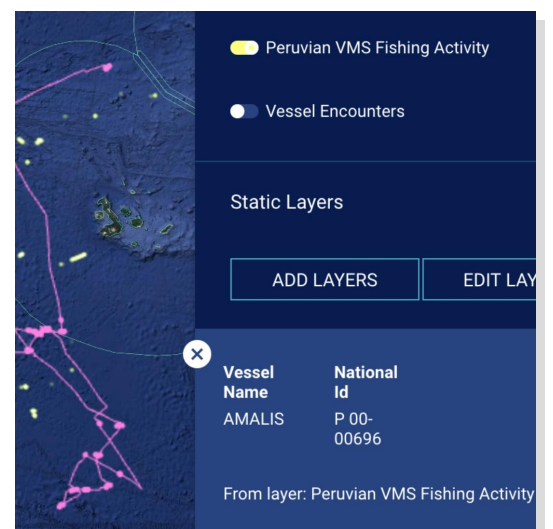 Peruvian VMS Fishing Activity
Vessel Encounters
Static Layers
ADD LAYERS EDIT LAY
Vessel National
Name Id
AMALIS P 00-
00696
From layer: Peruvian VMS Fishing Activity